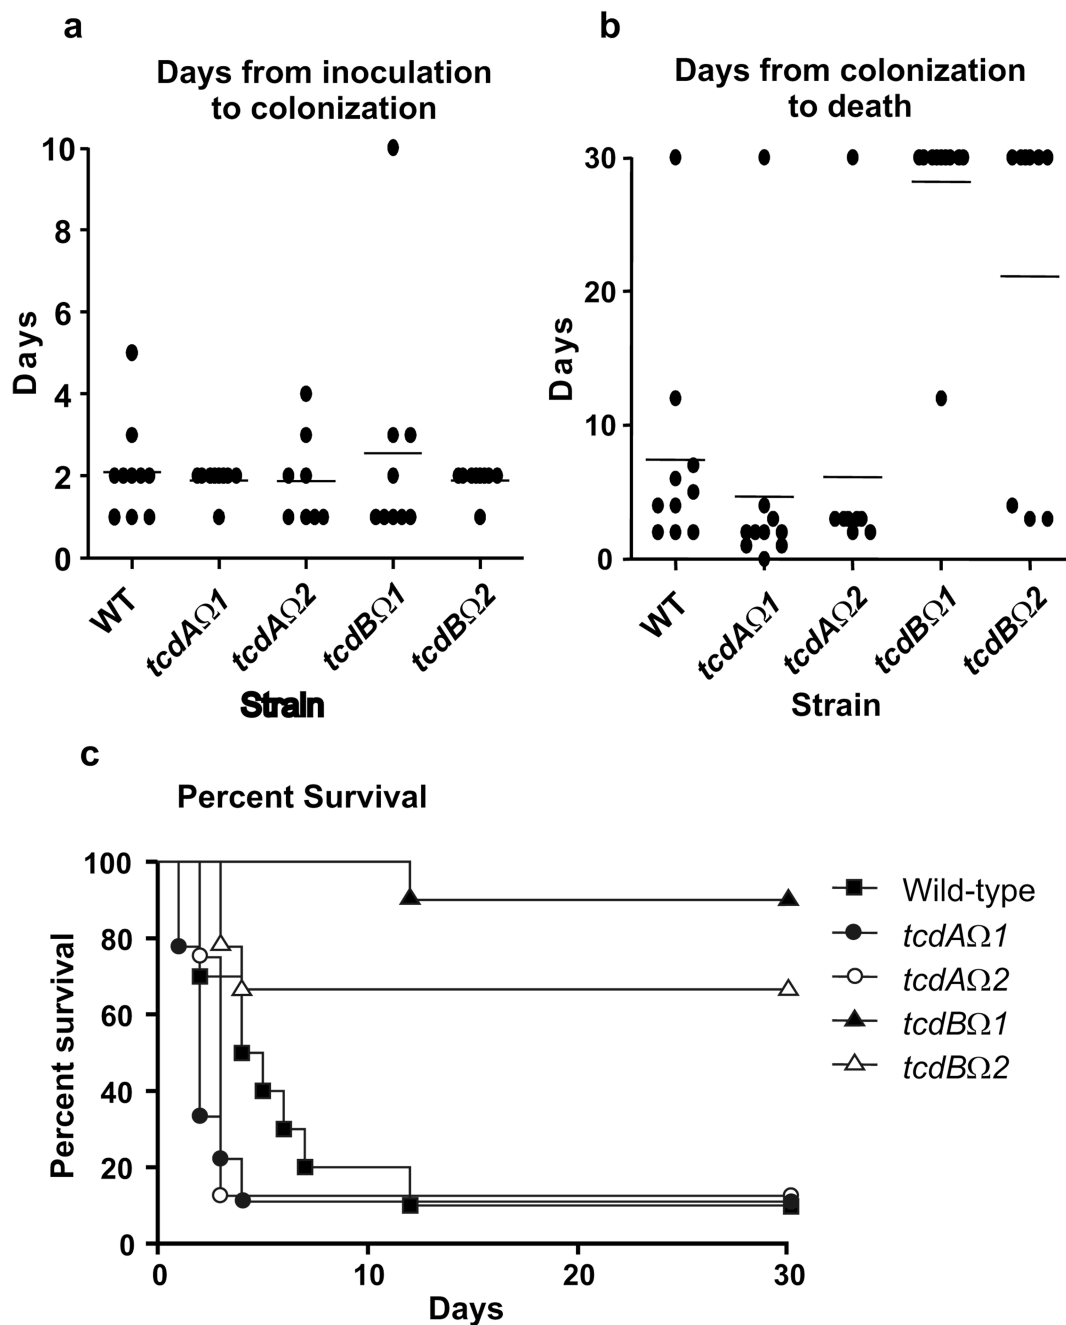 a
Days from inoculation
to colonization
10
8
6
4
2
0
Days
WT
tcdAΩ1
tcdAΩ2
tcdBΩ1
tcdBΩ2
Strain
b
Days from colonization
to death
30
20
10
0
Days
WT
tcdAΩ1
tcdAΩ2
tcdBΩ1
tcdBΩ2
Strain
c
Percent Survival
100
80
60
40
20
0
Percent survival
0
10
20
30
Days
Wild-type
tcdAΩ1
tcdAΩ2
tcdBΩ1
tcdBΩ2